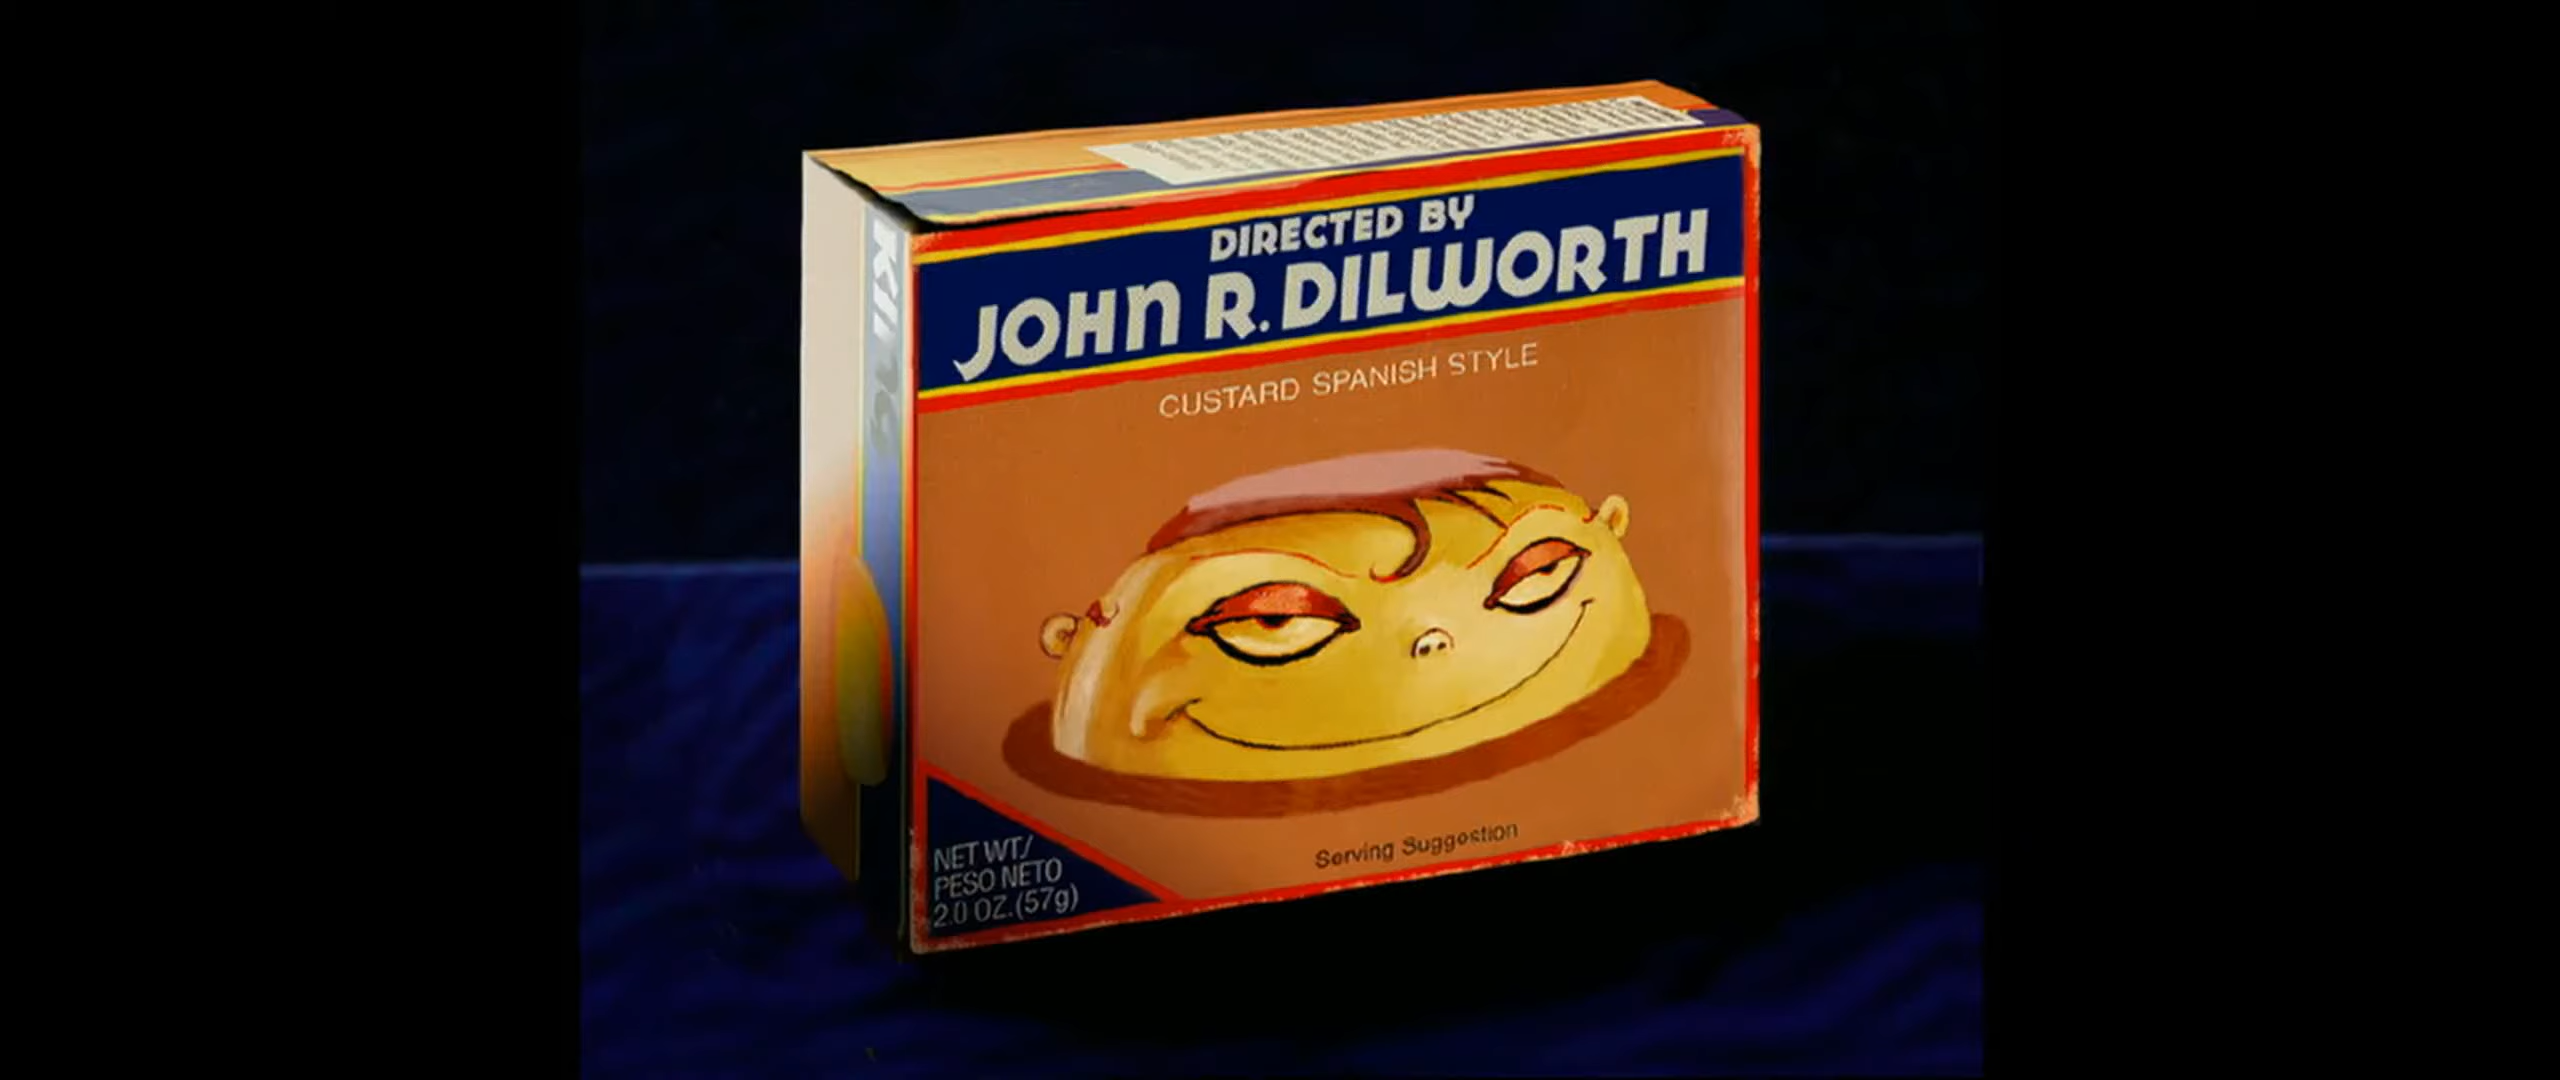 DIRECTED BY
JOHN R. DILWORTH
CUSTARD SPANISH STYLE
NET WT/
PESO NETO
2.0 OZ. (57g)
Serving Suggestion